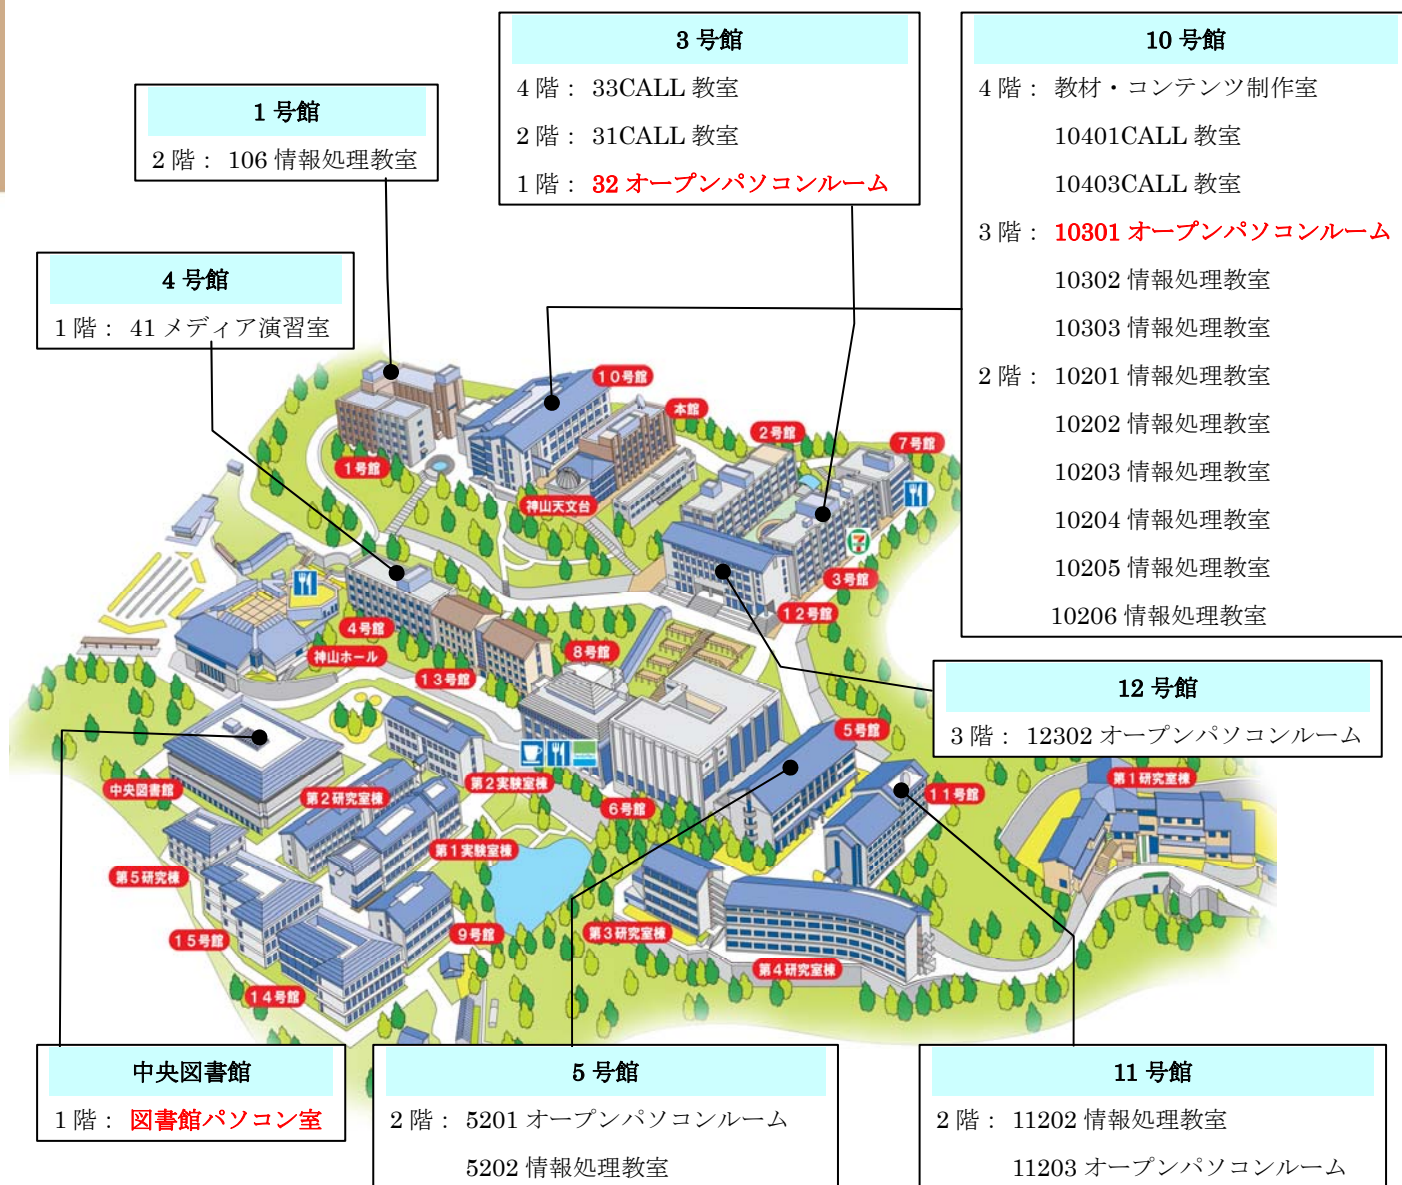 3 号館
4 階： 33CALL 教室
2 階： 31CALL 教室
1 階： 32 オープンパソコンルーム
10 号館
4 階： 教材・コンテンツ制作室
10401CALL 教室
10403CALL 教室
3 階： 10301 オープンパソコンルーム
10302 情報処理教室
10303 情報処理教室
2 階： 10201 情報処理教室
10202 情報処理教室
10203 情報処理教室
10204 情報処理教室
10205 情報処理教室
10206 情報処理教室
1 号館
2 階： 106 情報処理教室
4 号館
1 階： 41 メディア演習室
10号館
本館
2号館
7号館
1号館
神山天文台
7
3号館
12号館
4号館
神山ホール
8号館
13号館
12 号館
3 階： 12302 オープンパソコンルーム
5号館
第1研究室棟
中央図書館
第2研究室棟
第2実験室棟
6号館
11号館
第1実験室棟
第5研究棟
15号館
9号館
第3研究室棟
第4研究室棟
14号館
中央図書館
1 階： 図書館パソコン室
5 号館
2 階： 5201 オープンパソコンルーム
5202 情報処理教室
11 号館
2 階： 11202 情報処理教室
11203 オープンパソコンルーム